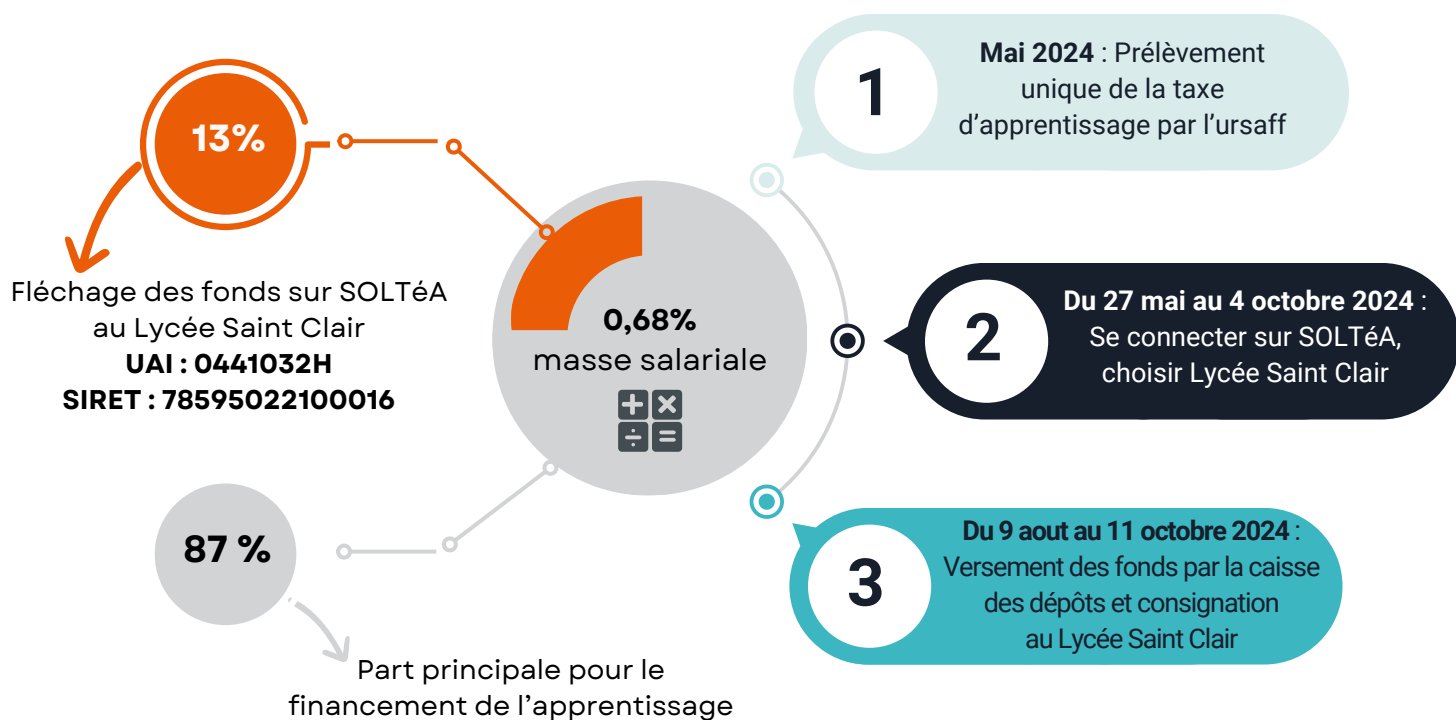 13%
Fléchage des fonds sur SOLTéA
au Lycée Saint Clair
UAI : 0441032H
SIRET : 78595022100016
87 %
Part principale pour le
financement de l'apprentissage
0,68%
masse salariale
1
Mai 2024 : Prélèvement
unique de la taxe
d'apprentissage par l'ursaff
2
Du 27 mai au 4 octobre 2024 :
Se connecter sur SOLTéA,
choisir Lycée Saint Clair
3
Du 9 aout au 11 octobre 2024 :
Versement des fonds par la caisse
des dépôts et consignation
au Lycée Saint Clair